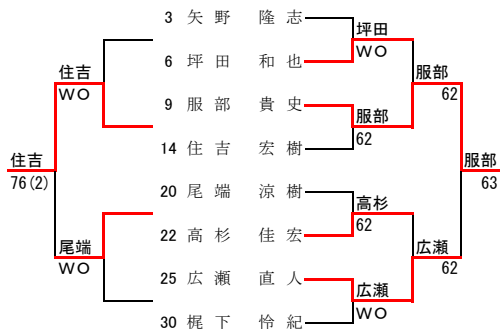 3 矢野 隆志
坪田
6 坪田 和也
WO
住吉
服部
WO
62
9 服部 貴史
服部
14 住吉 宏樹
62
住吉
服部
76(2)
63
20 尾端 涼樹
高杉
22 高杉 佳宏
62
尾端
広瀬
WO
62
25 広瀬 直人
広瀬
30 梶下 怜紀
WO